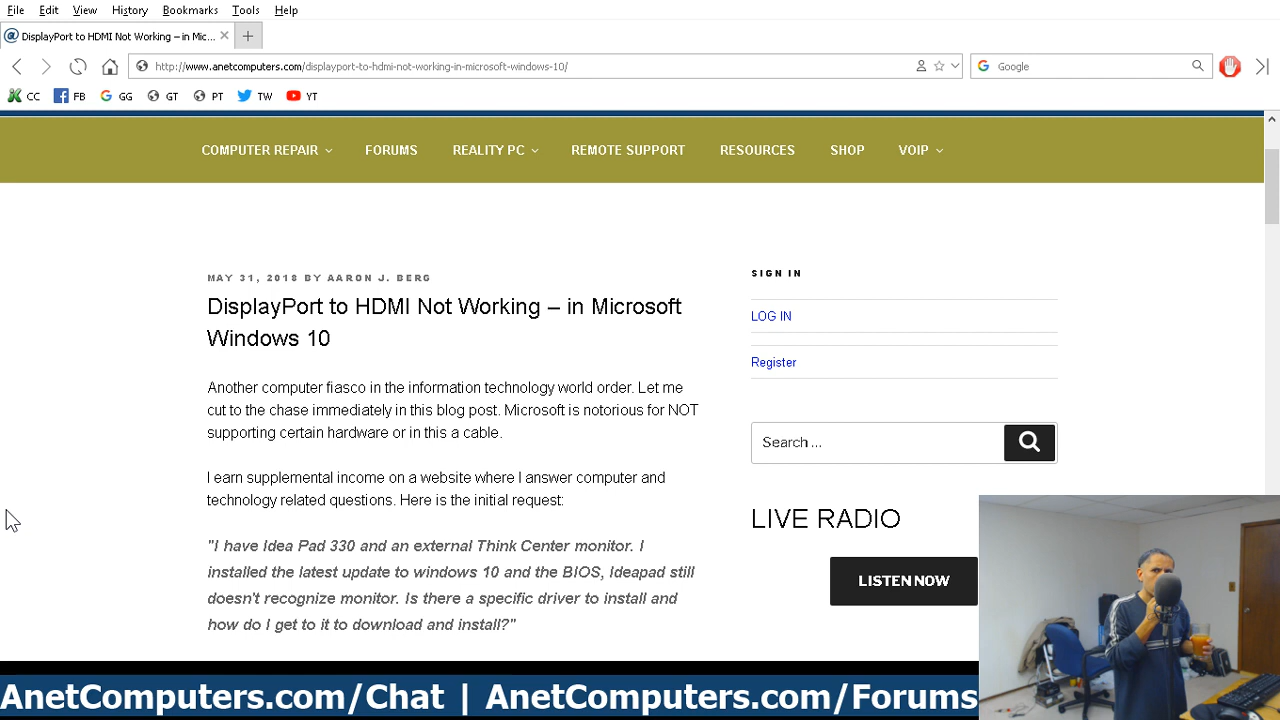 File Edit View History Bookmarks Tools Help
@ DisplayPort to HDMI Not Working – in Mic...
http://www.anetcomputers.com/displayport-to-hdmi-not-working-in-microsoft-windows-10/
Google
CC FB GG GT PT TW YT
COMPUTER REPAIR FORUMS REALITY PC REMOTE SUPPORT RESOURCES SHOP VOIP
MAY 31, 2018 BY AARON J. BERG
DisplayPort to HDMI Not Working – in Microsoft
Windows 10
Another computer fiasco in the information technology world order. Let me
cut to the chase immediately in this blog post. Microsoft is notorious for NOT
supporting certain hardware or in this a cable.
I earn supplemental income on a website where I answer computer and
technology related questions. Here is the initial request:
"I have Idea Pad 330 and an external Think Center monitor. I
installed the latest update to windows 10 and the BIOS, Ideapad still
doesn't recognize monitor. Is there a specific driver to install and
how do I get to it to download and install?"
SIGN IN
LOG IN
Register
Search ...
LIVE RADIO
LISTEN NOW
AnetComputers.com/Chat | AnetComputers.com/Forums